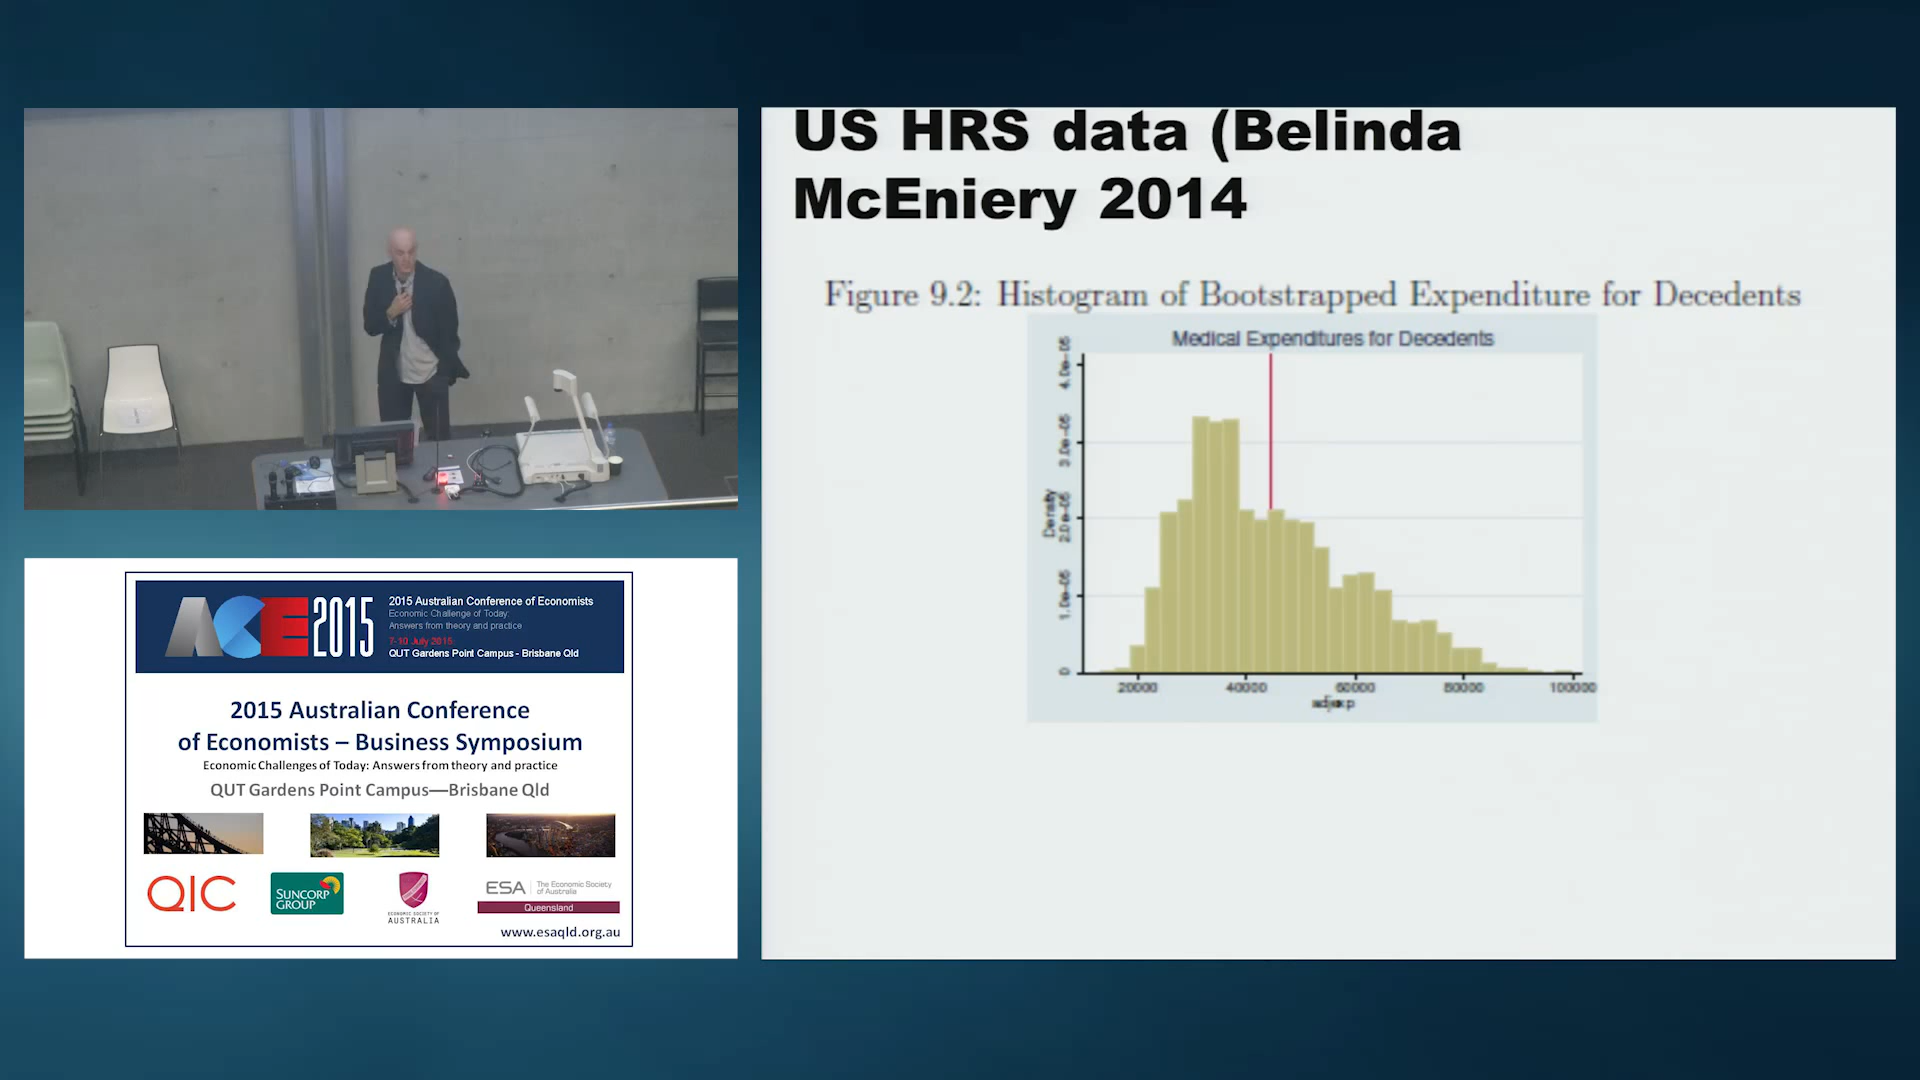 US HRS data (Belinda
McEniery 2014
Figure 9.2: Histogram of Bootstrapped Expenditure for Decedents
Medical Expenditures for Decedents
Density
4.0e-05
3.0e-05
2.0e-05
1.0e-05
0
20000
40000
60000
80000
100000
adjexp
ACE 2015
2015 Australian Conference of Economists
Economic Challenge of Today:
Answers from theory and practice
7-10 July 2015
QUT Gardens Point Campus - Brisbane Qld
2015 Australian Conference
of Economists – Business Symposium
Economic Challenges of Today: Answers from theory and practice
QUT Gardens Point Campus—Brisbane Qld
QIC
SUNCORP
GROUP
ECONOMIC SOCIETY OF
AUSTRALIA
ESA
The Economic Society
of Australia
Queensland
www.esaqld.org.au